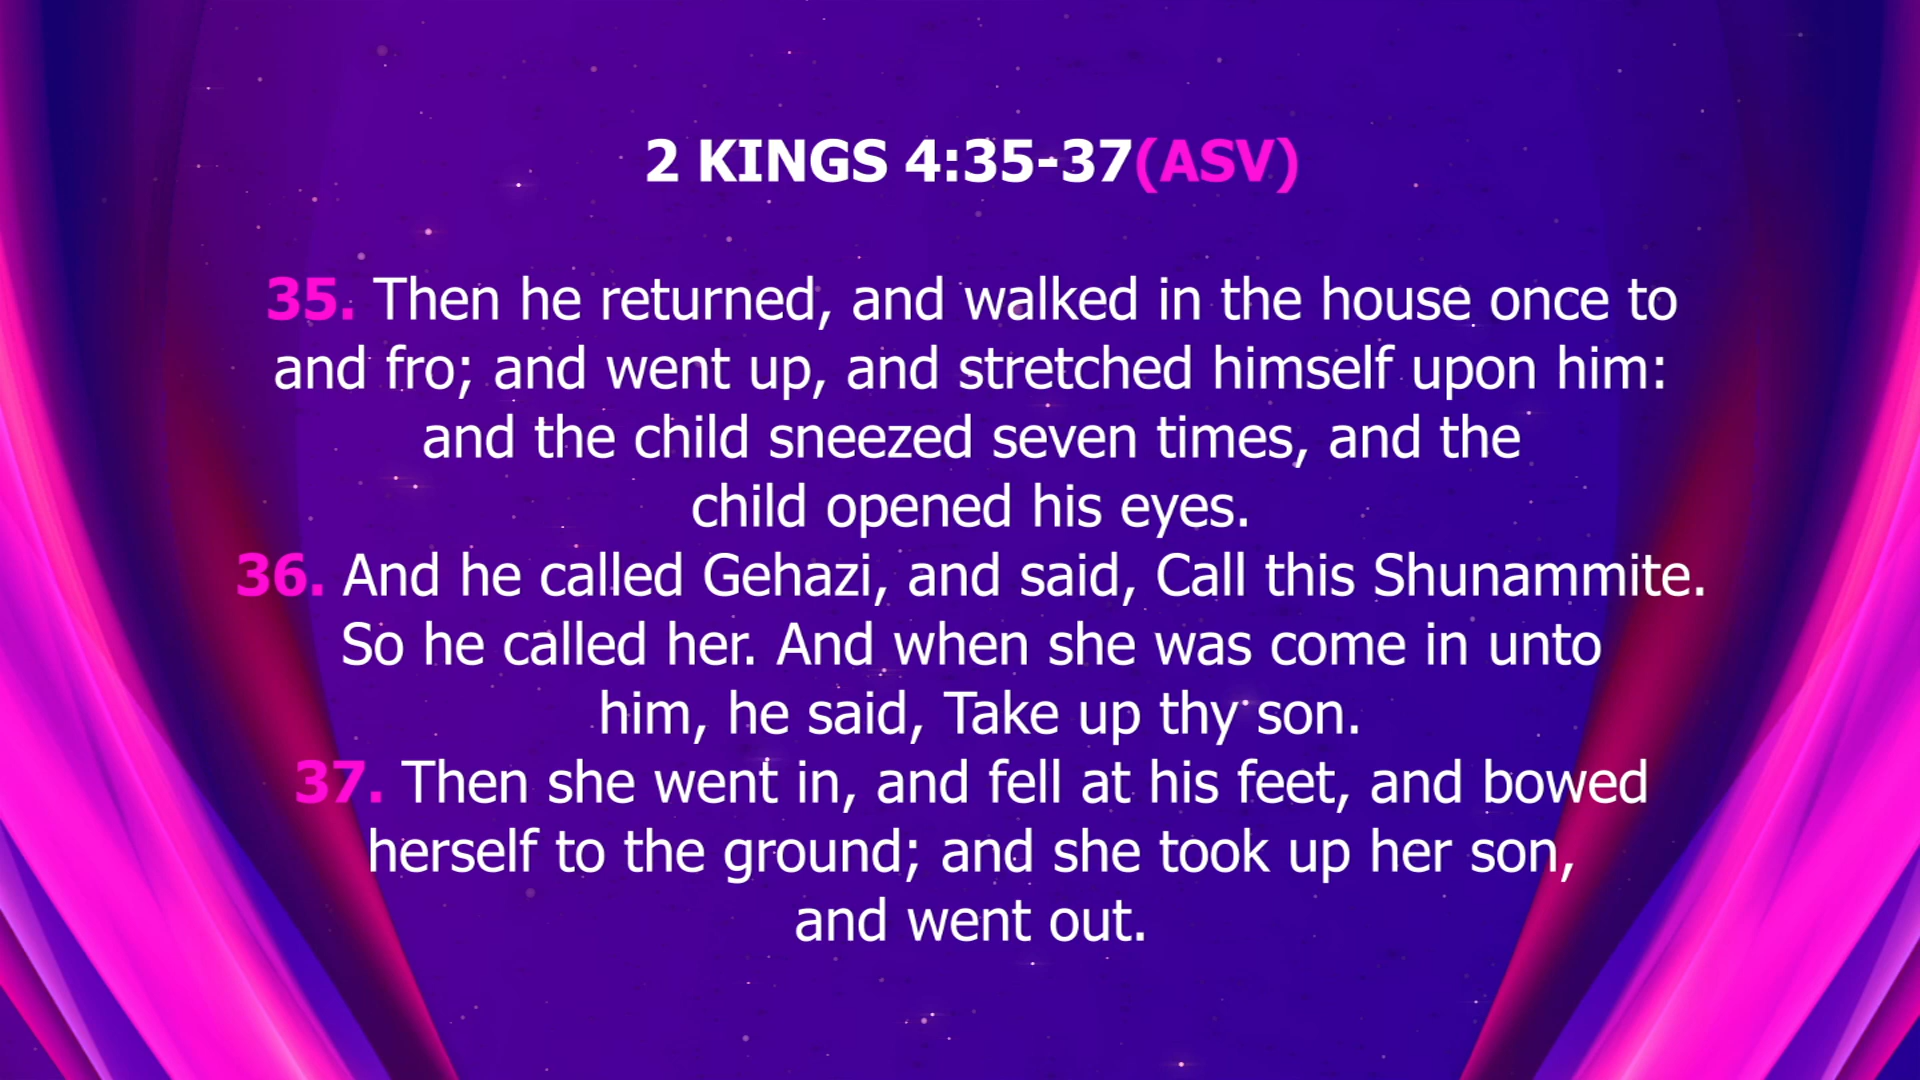 2 KINGS 4:35-37(ASV)
35. Then he returned, and walked in the house once to
and fro; and went up, and stretched himself upon him:
and the child sneezed seven times, and the
child opened his eyes.
36. And he called Gehazi, and said, Call this Shunammite.
So he called her. And when she was come in unto
him, he said, Take up thy son.
37. Then she went in, and fell at his feet, and bowed
herself to the ground; and she took up her son,
and went out.